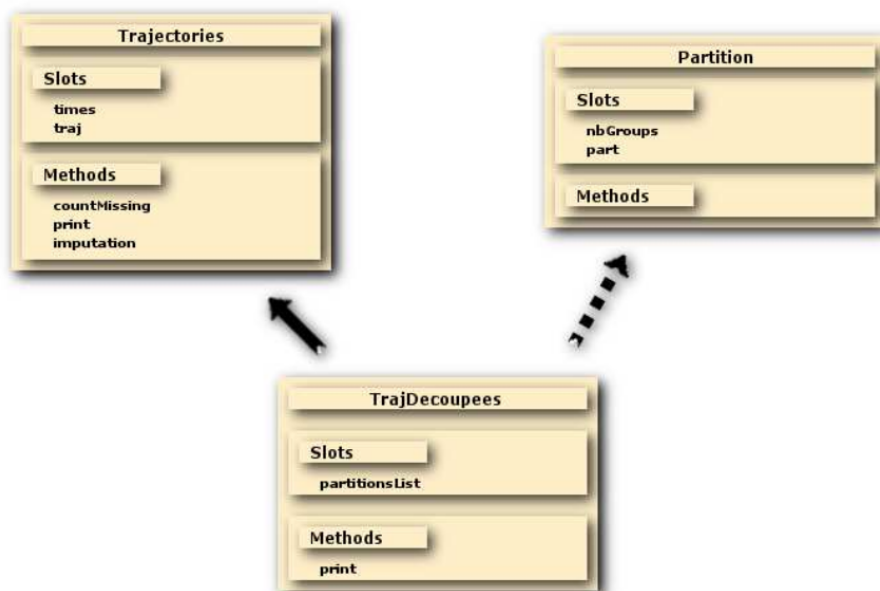 Trajectories
Slots
times
traj
Methods
countMissing
print
imputation
Partition
Slots
nbGroups
part
Methods
TrajDecoupees
Slots
partitionsList
Methods
print